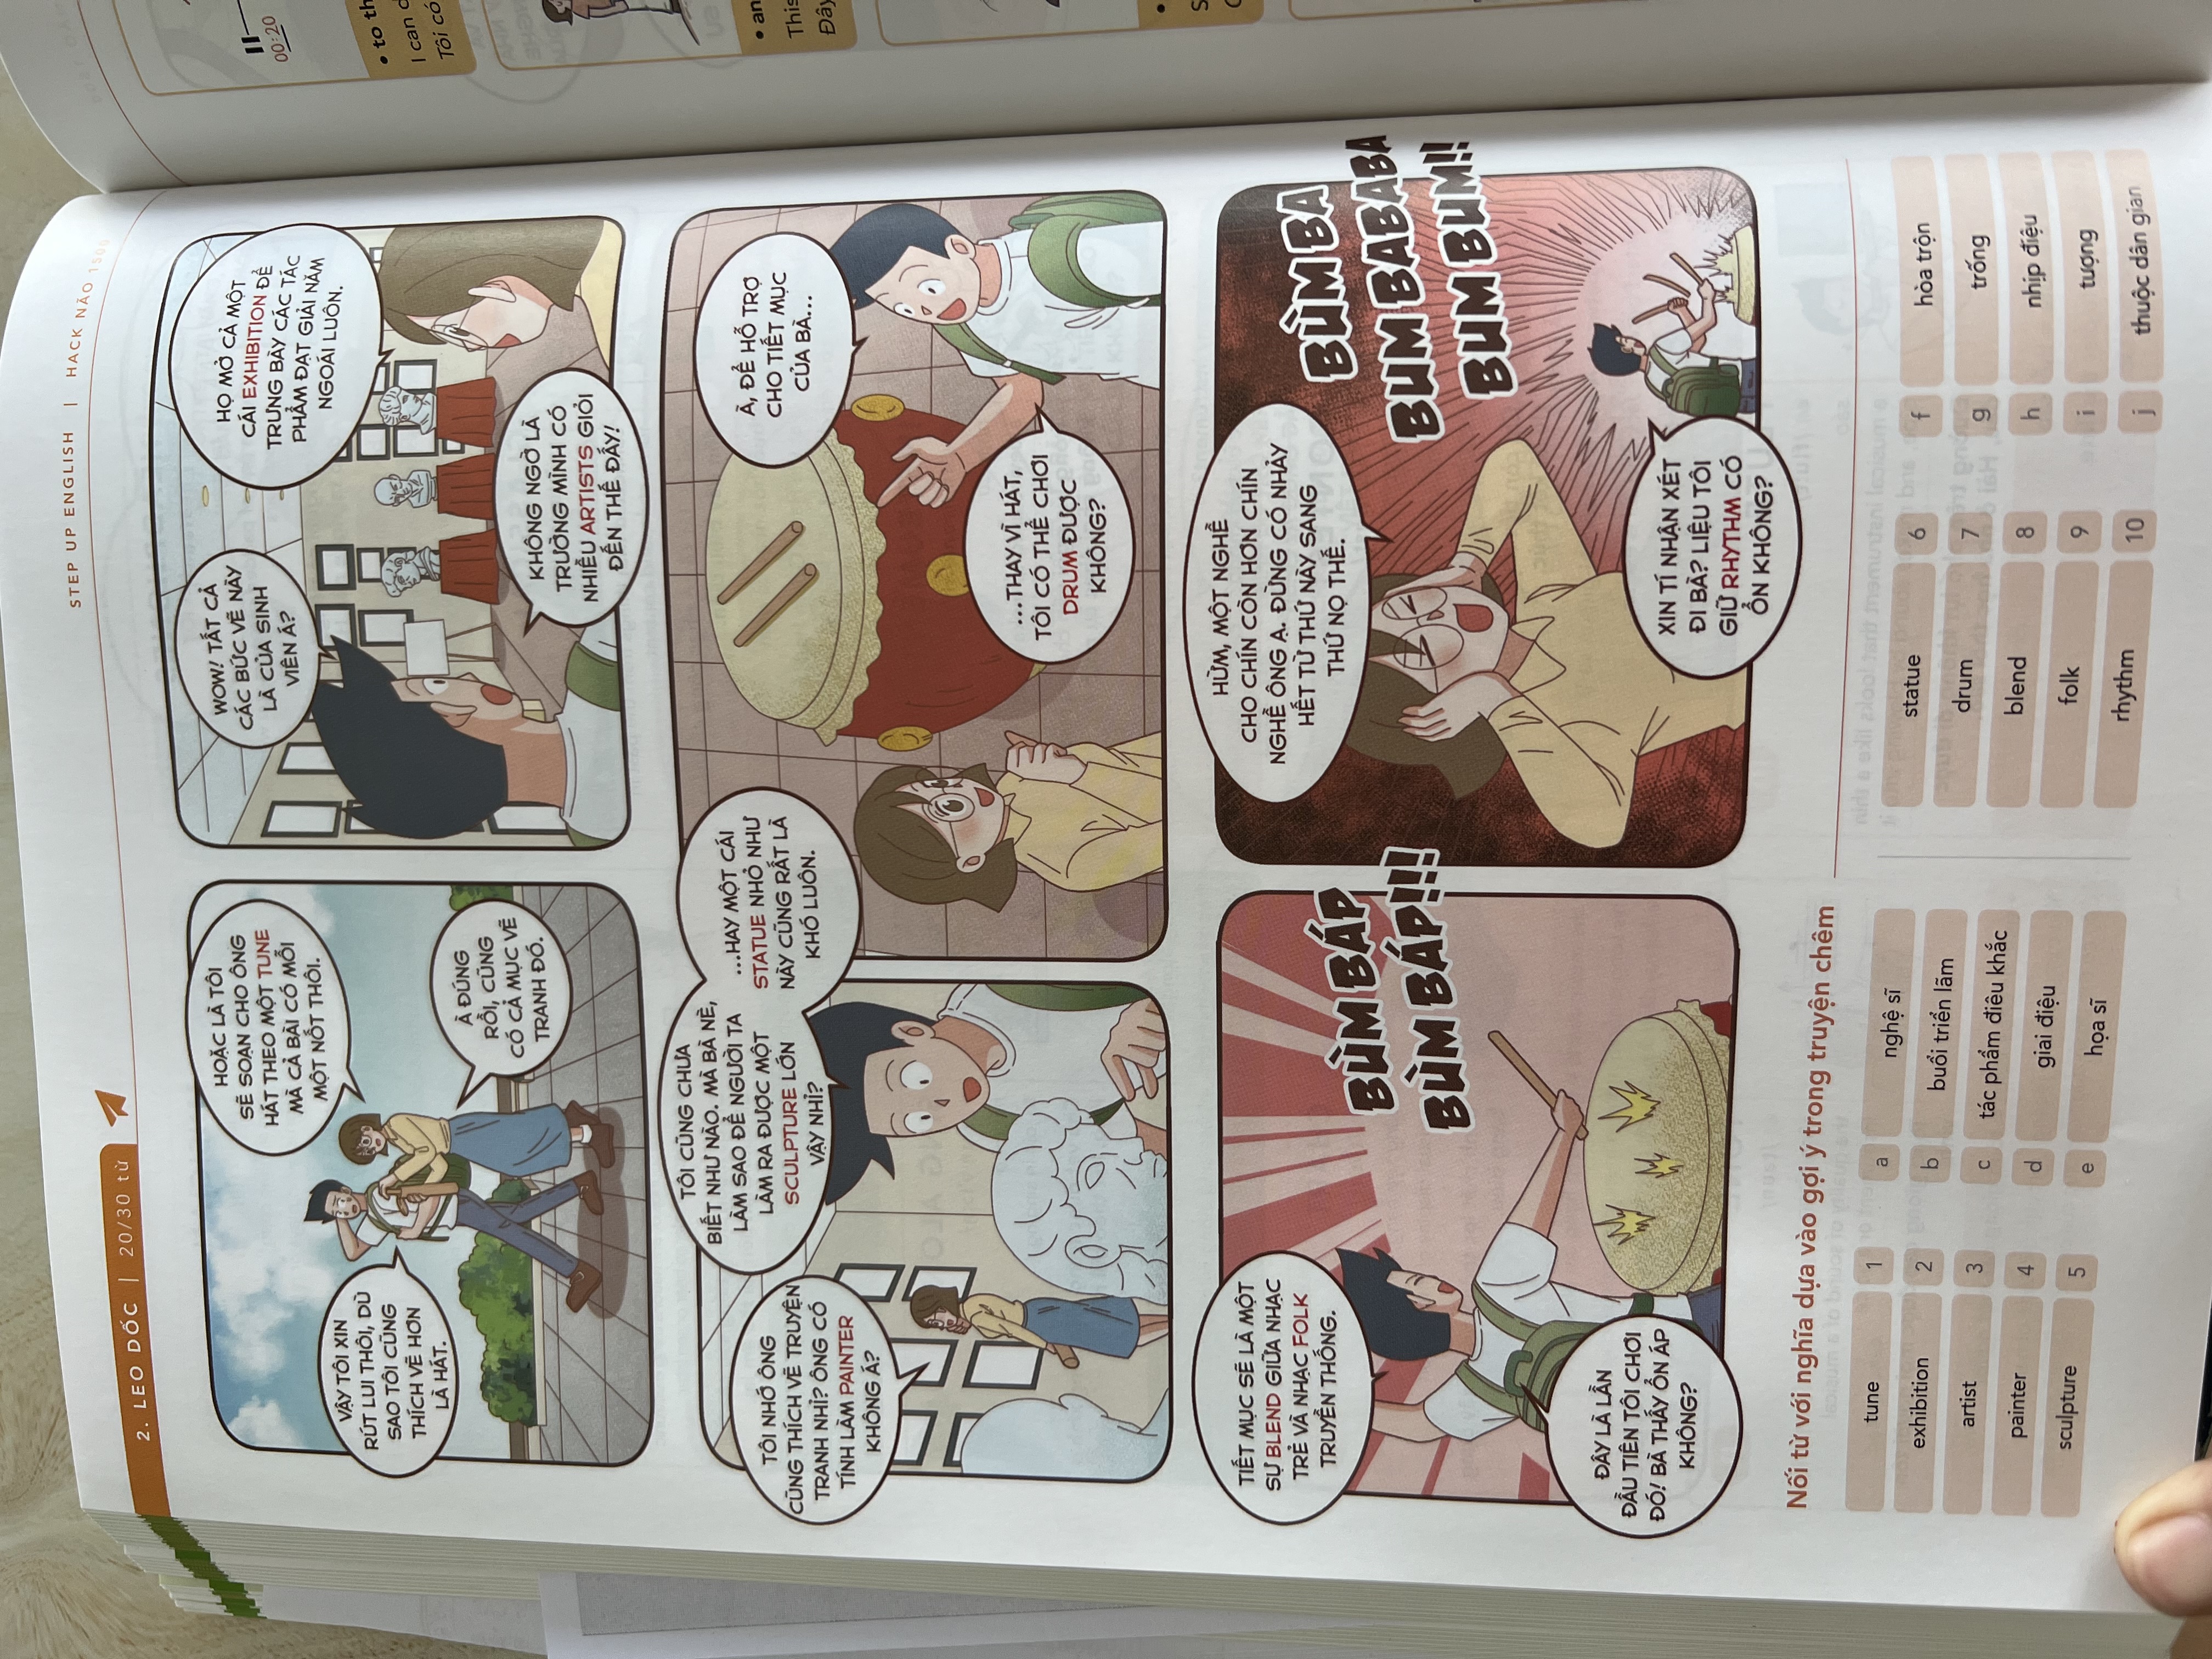 STEP UP ENGLISH | HACK NÃO 1500
2. LEO DỐC | 20/30 từ
HOẶC LÀ TÔI
SẼ SOẠN CHO ÔNG
HÁT THEO MỘT TUNE
MÀ CẢ BÀI CÓ MỖI
MỘT NỐT THÔI.
VẬY TÔI XIN
RÚT LUI THÔI, DÙ
SAO TÔI CŨNG
THÍCH VẼ HƠN
LÀ HÁT.
À ĐÚNG
RỒI, CŨNG
CÓ CẢ MỤC VẼ
TRANH ĐÓ.
WOW! TẤT CẢ
CÁC BỨC VẼ NÀY
LÀ CỦA SINH
VIÊN Á?
HỌ MỞ CẢ MỘT
CÁI EXHIBITION ĐỂ
TRƯNG BÀY CÁC TÁC
PHẨM ĐẠT GIẢI NĂM
NGOÁI LUÔN.
KHÔNG NGỜ LÀ
TRƯỜNG MÌNH CÓ
NHIỀU ARTISTS GIỎI
ĐẾN THẾ ĐẤY!
TÔI NHỚ ÔNG
CŨNG THÍCH VẼ TRUYỆN
TRANH NHỈ? ÔNG CÓ
TÍNH LÀM PAINTER
KHÔNG Á?
TÔI CŨNG CHƯA
BIẾT NHƯ NÀO. MÀ BÀ NÈ,
LÀM SAO ĐỂ NGƯỜI TA
LÀM RA ĐƯỢC MỘT
SCULPTURE LỚN
VẬY NHỈ?
...HAY MỘT CÁI
STATUE NHỎ NHƯ
NÀY CŨNG RẤT LÀ
KHÓ LUÔN.
À, ĐỂ HỖ TRỢ
CHO TIẾT MỤC
CỦA BÀ...
...THAY VÌ HÁT,
TÔI CÓ THỂ CHƠI
DRUM ĐƯỢC
KHÔNG?
TIẾT MỤC SẼ LÀ MỘT
SỰ BLEND GIỮA NHẠC
TRẺ VÀ NHẠC FOLK
TRUYỀN THỐNG.
BÙM BÁP
BÙM BÁP!!!
ĐÂY LÀ LẦN
ĐẦU TIÊN TÔI CHƠI
ĐÓ! BÀ THẤY ỔN ÁP
KHÔNG?
HỪM, MỘT NGHỀ
CHO CHÍN CÒN HƠN CHÍN
NGHỀ ÔNG Ạ. ĐỪNG CÓ NHẢY
HẾT TỪ THỨ NÀY SANG
THỨ NỌ THẾ.
BÙM BA
BUM BABABA
BUM BUM!!
XIN TÍ NHẬN XÉT
ĐI BÀ? LIỆU TÔI
GIỮ RHYTHM CÓ
ỔN KHÔNG?
Nối từ với nghĩa dựa vào gợi ý trong truyện chêm
tune 1 a nghệ sĩ
exhibition 2 b buổi triển lãm
artist 3 c tác phẩm điêu khắc
painter 4 d giai điệu
sculpture 5 e họa sĩ
statue 6 f hòa trộn
drum 7 g trống
blend 8 h nhịp điệu
folk 9 i tượng
rhythm 10 j thuộc dân gian
00:20
• to th
I can d
Tôi có
• an
This
Đây